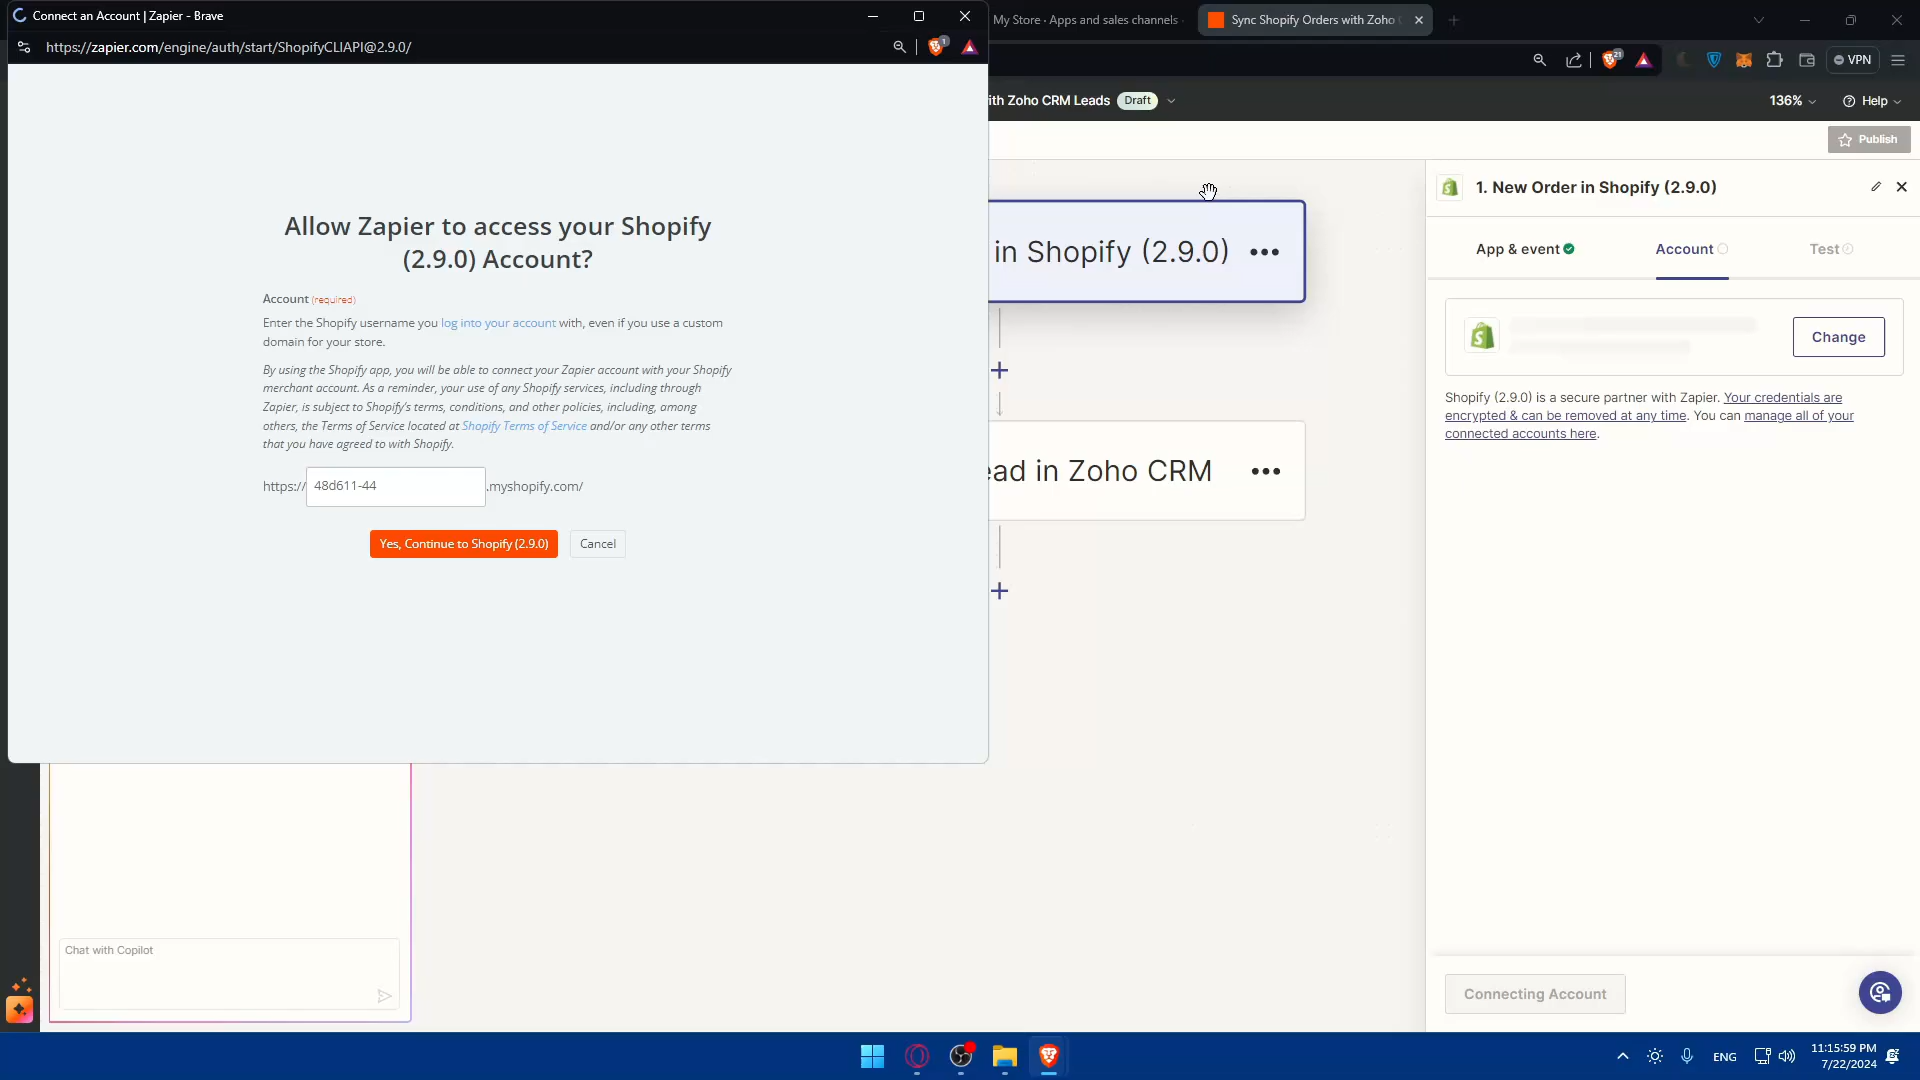 Connect an Account | Zapier - Brave
My Store · Apps and sales channels
Sync Shopify Orders with Zoho
https://zapier.com/engine/auth/start/ShopifyCLIAPI@2.9.0/
1
21
VPN
ith Zoho CRM Leads
Draft
136%
Help
Publish
Allow Zapier to access your Shopify
(2.9.0) Account?
Account (required)
Enter the Shopify username you log into your account with, even if you use a custom
domain for your store.
By using the Shopify app, you will be able to connect your Zapier account with your Shopify
merchant account. As a reminder, your use of any Shopify services, including through
Zapier, is subject to Shopify's terms, conditions, and other policies, including, among
others, the Terms of Service located at Shopify Terms of Service and/or any other terms
that you have agreed to with Shopify.
https://
48d611-44
.myshopify.com/
Yes, Continue to Shopify (2.9.0)
Cancel
in Shopify (2.9.0)
ead in Zoho CRM
1. New Order in Shopify (2.9.0)
App & event
Account
Test
Change
Shopify (2.9.0) is a secure partner with Zapier. Your credentials are
encrypted & can be removed at any time. You can manage all of your
connected accounts here.
Chat with Copilot
Connecting Account
ENG
11:15:59 PM
7/22/2024